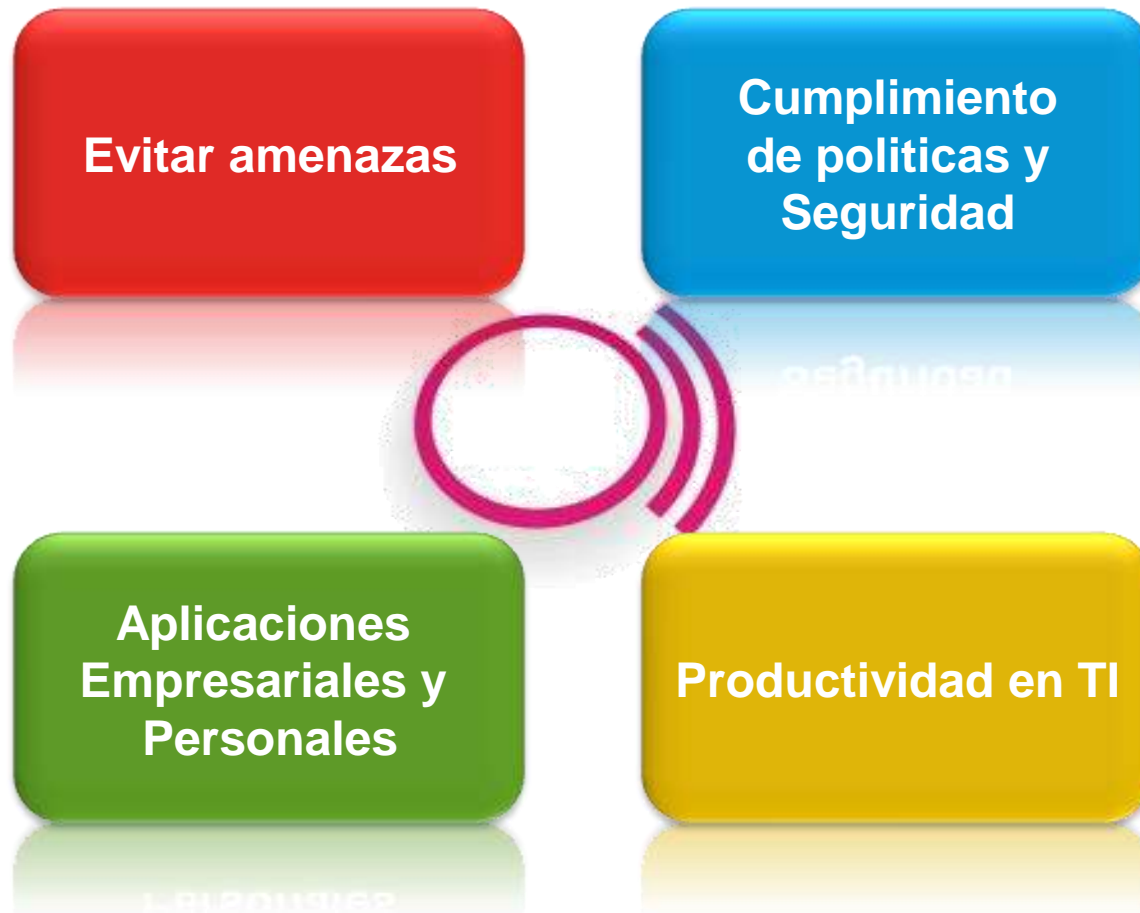 Evitar amenazas
Cumplimiento
de politicas y
Seguridad
Aplicaciones
Empresariales y
Personales
Productividad en TI